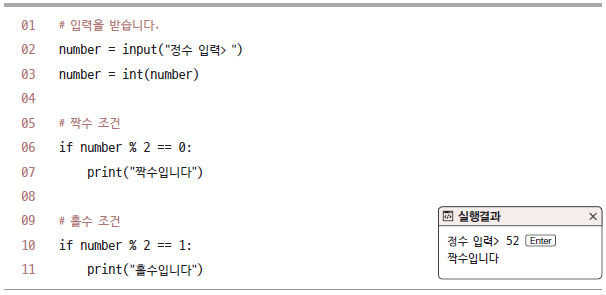 01 # 입력을 받습니다.
02 number = input("정수 입력> ")
03 number = int(number)
04
05 # 짝수 조건
06 if number % 2 == 0:
07     print("짝수입니다")
08
09 # 홀수 조건
10 if number % 2 == 1:
11     print("홀수입니다")
실행결과
정수 입력> 52 Enter
짝수입니다